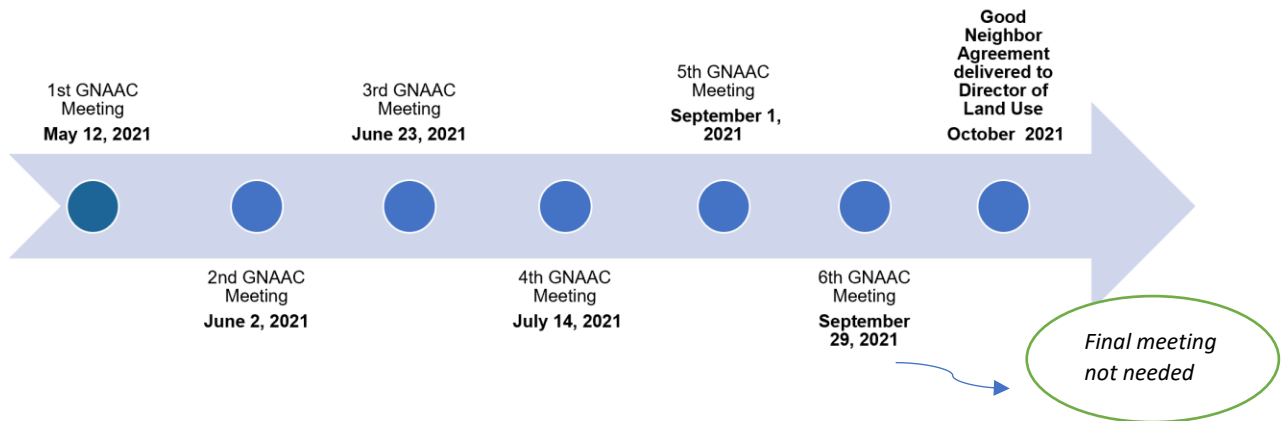 1st GNAAC
Meeting
May 12, 2021
2nd GNAAC
Meeting
June 2, 2021
3rd GNAAC
Meeting
June 23, 2021
4th GNAAC
Meeting
July 14, 2021
5th GNAAC
Meeting
September 1,
2021
6th GNAAC
Meeting
September
29, 2021
Good
Neighbor
Agreement
delivered to
Director of
Land Use
October 2021
Final meeting
not needed